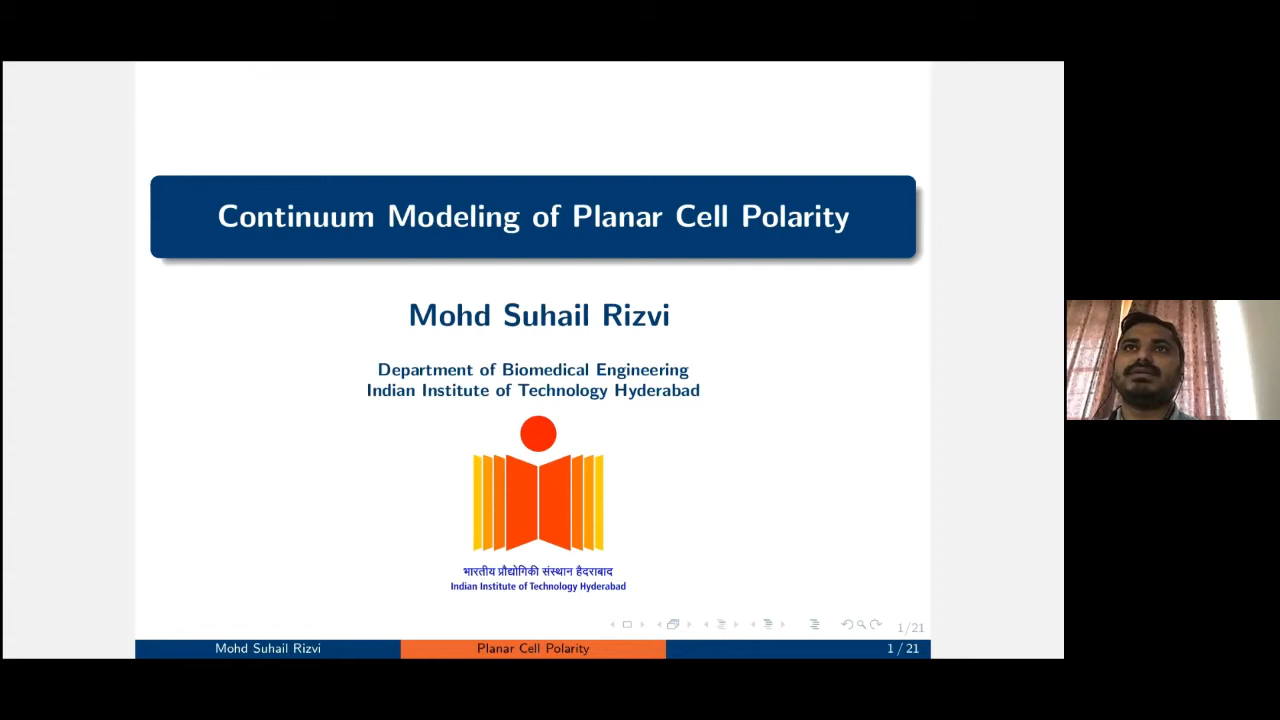 Continuum Modeling of Planar Cell Polarity
Mohd Suhail Rizvi
Department of Biomedical Engineering
Indian Institute of Technology Hyderabad
भारतीय प्रौद्योगिकी संस्थान हैदराबाद
Indian Institute of Technology Hyderabad
1/21
Mohd Suhail Rizvi Planar Cell Polarity 1 / 21